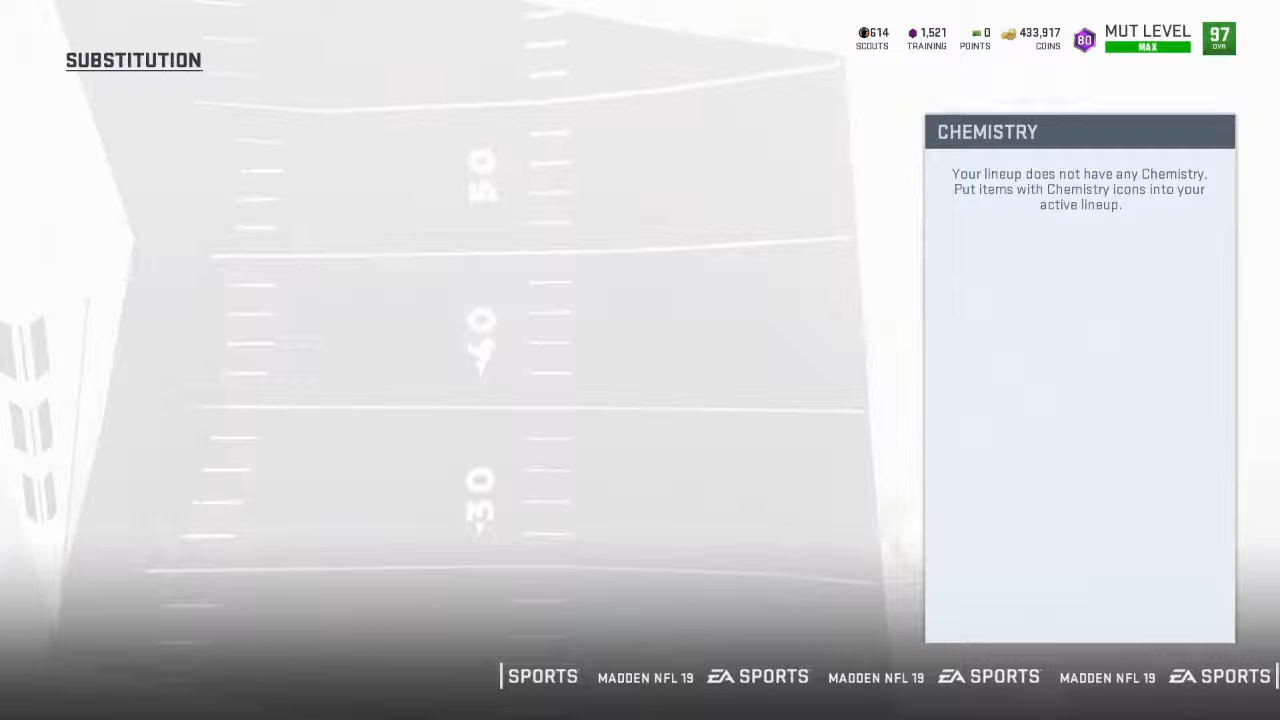 SUBSTITUTION
614
SCOUTS
1,521
TRAINING
0
POINTS
433,917
COINS
80
MUT LEVEL
MAX
97
OVR
CHEMISTRY
Your lineup does not have any Chemistry.
Put items with Chemistry icons into your
active lineup.
50
40
30
SPORTS MADDEN NFL 19 EA SPORTS MADDEN NFL 19 EA SPORTS MADDEN NFL 19 EA SPORTS